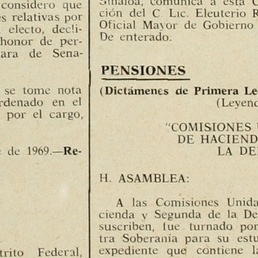 considero que
es relativas por
electo, decli-
honor de per-
ara de Sena-
se tome nota
rdenado en el
por el cargo,
e de 1969.—Re-
trito Federal,
Sinaloa, comunica a esta C
ción del C Lic. Eleuterio R
Oficial Mayor de Gobierno
De enterado.
PENSIONES
(Dictámenes de Primera Le
(Leyend
"COMISIONES U
DE HACIEND
LA DE
H. ASAMBLEA:
A las Comisiones Unida
cienda y Segunda de la De
suscriben, fue turnado por
tra Soberanía para su estu
expediente que contiene la